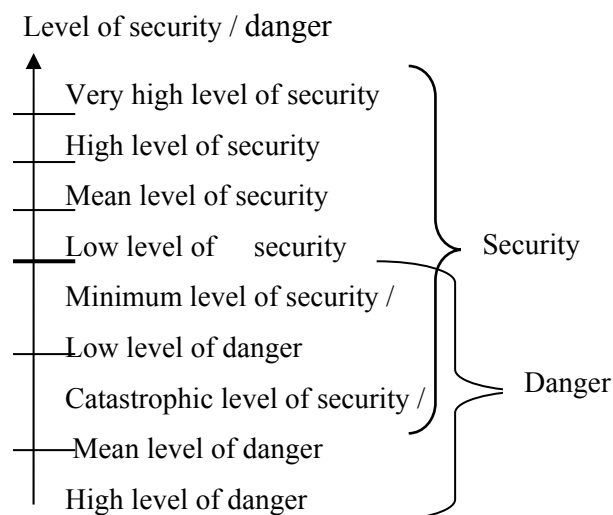 Level of security / danger
Very high level of security
High level of security
Mean level of security
Low level of security
Security
Minimum level of security /
Low level of danger
Danger
Catastrophic level of security /
Mean level of danger
High level of danger